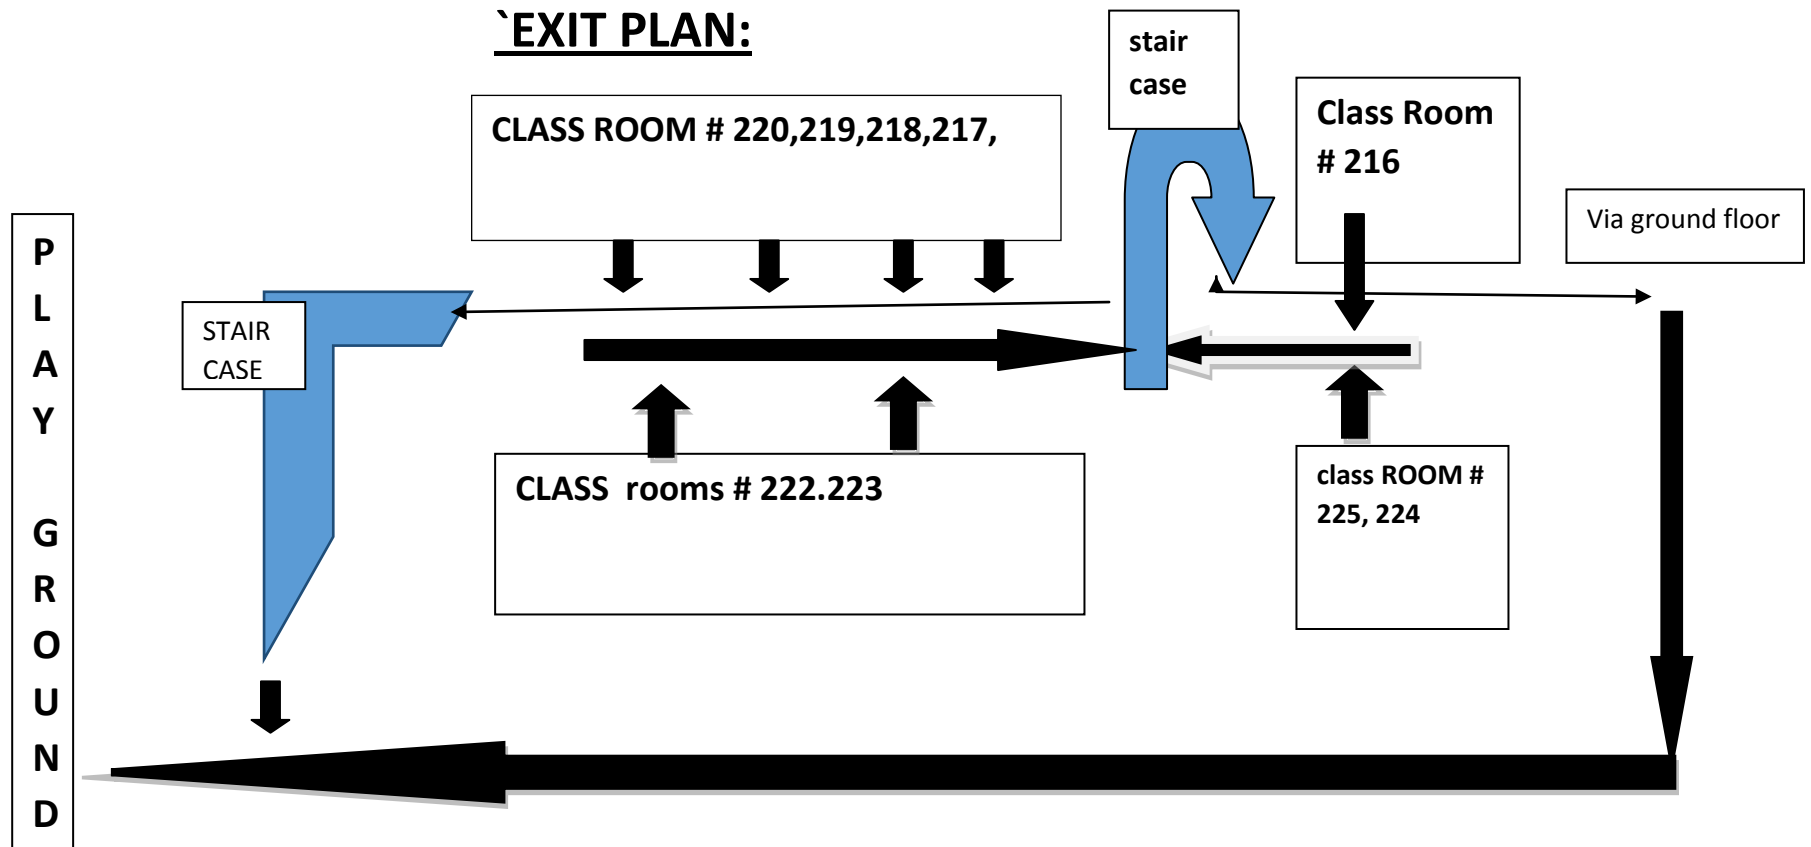 `EXIT PLAN:
stair
case
CLASS ROOM # 220,219,218,217,
Class Room
# 216
Via ground floor
P
L
A
Y
G
R
O
U
N
D
STAIR
CASE
CLASS rooms # 222.223
class ROOM #
225, 224